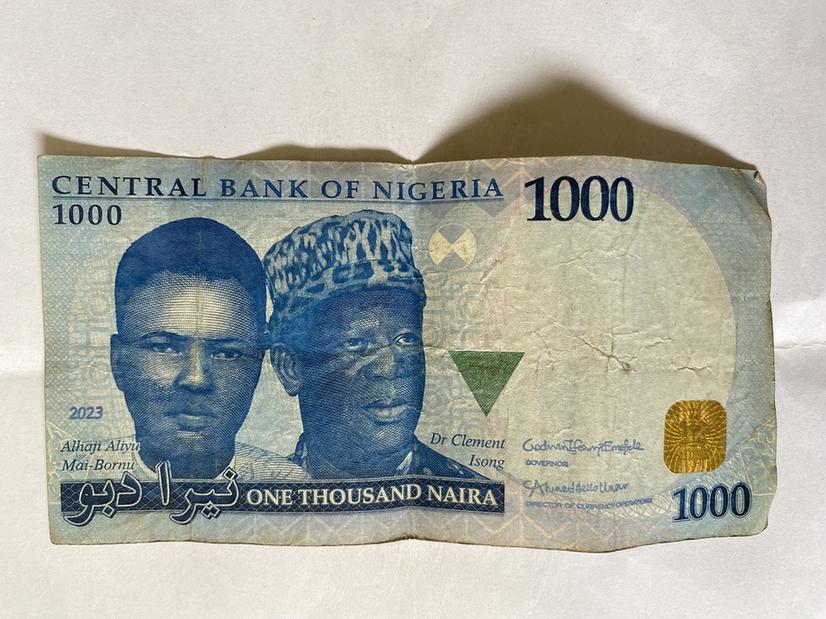 CENTRAL BANK OF NIGERIA
1000
1000
2023
Alhaji Aliyu
Mai-Bornu
Dr Clement
Isong
GOVERNOR
DIRECTOR OF CURRENCY OPERATIONS
نيرا دبو
ONE THOUSAND NAIRA
1000